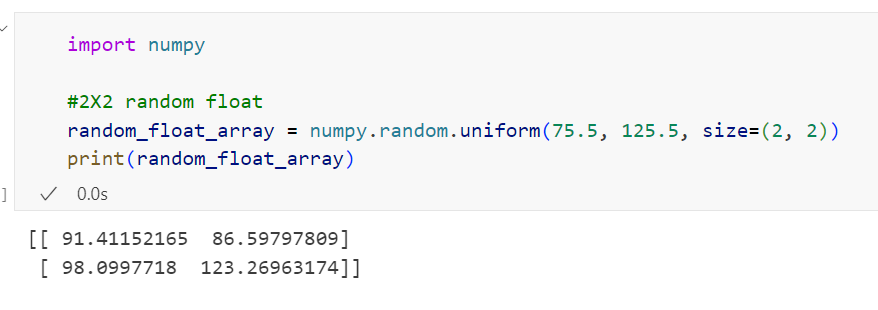 import numpy
#2X2 random float
random_float_array = numpy.random.uniform(75.5, 125.5, size=(2, 2))
print(random_float_array)
] ✓ 0.0s
[[ 91.41152165  86.59797809]
 [ 98.0997718  123.26963174]]